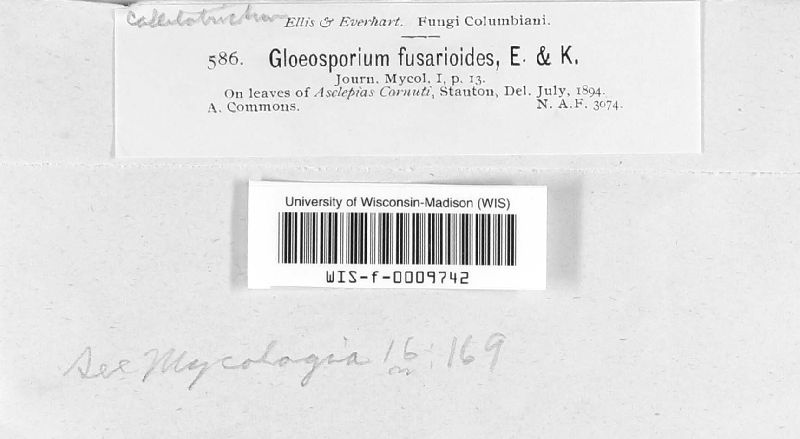 Colletotrichum
Ellis & Everhart. Fungi Columbiani.
586. Gloeosporium fusarioides, E. & K.
Journ. Mycol. I, p. 13.
On leaves of Asclepias Cornuti, Stanton, Del. July, 1894.
A. Commons. N. A. F. 3074.
University of Wisconsin-Madison (WIS)
WIS-f-0009742
See Mycologia 16:169